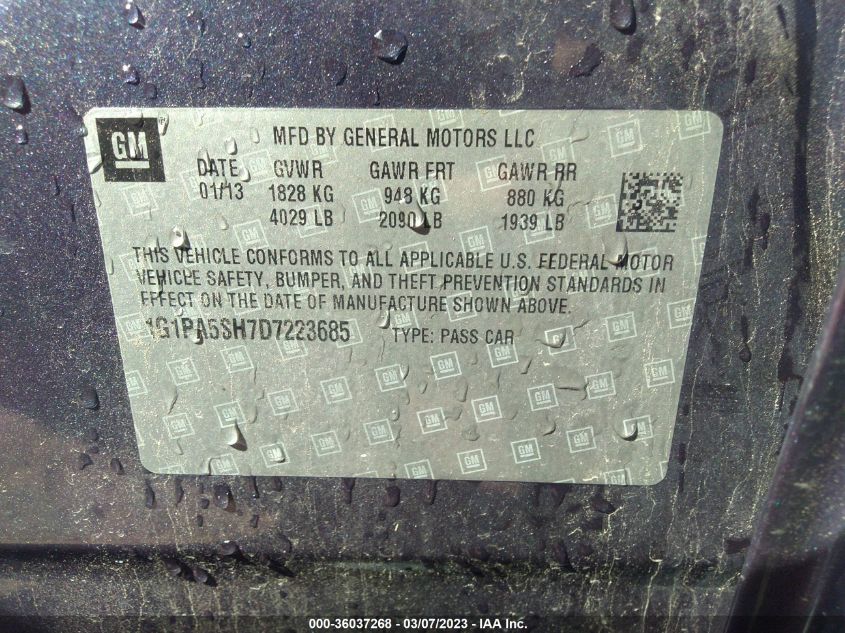 GM ® MFD BY GENERAL MOTORS LLC
DATE GVWR GAWR FRT GAWR RR
01/13 1828 KG 948 KG 880 KG
4029 LB 2090 LB 1939 LB
THIS VEHICLE CONFORMS TO ALL APPLICABLE U.S. FEDERAL MOTOR
VEHICLE SAFETY, BUMPER, AND THEFT PREVENTION STANDARDS IN
EFFECT ON THE DATE OF MANUFACTURE SHOWN ABOVE.
1G1PA5SH7D7223685 TYPE: PASS CAR
000-36037268 - 03/07/2023 - IAA Inc.